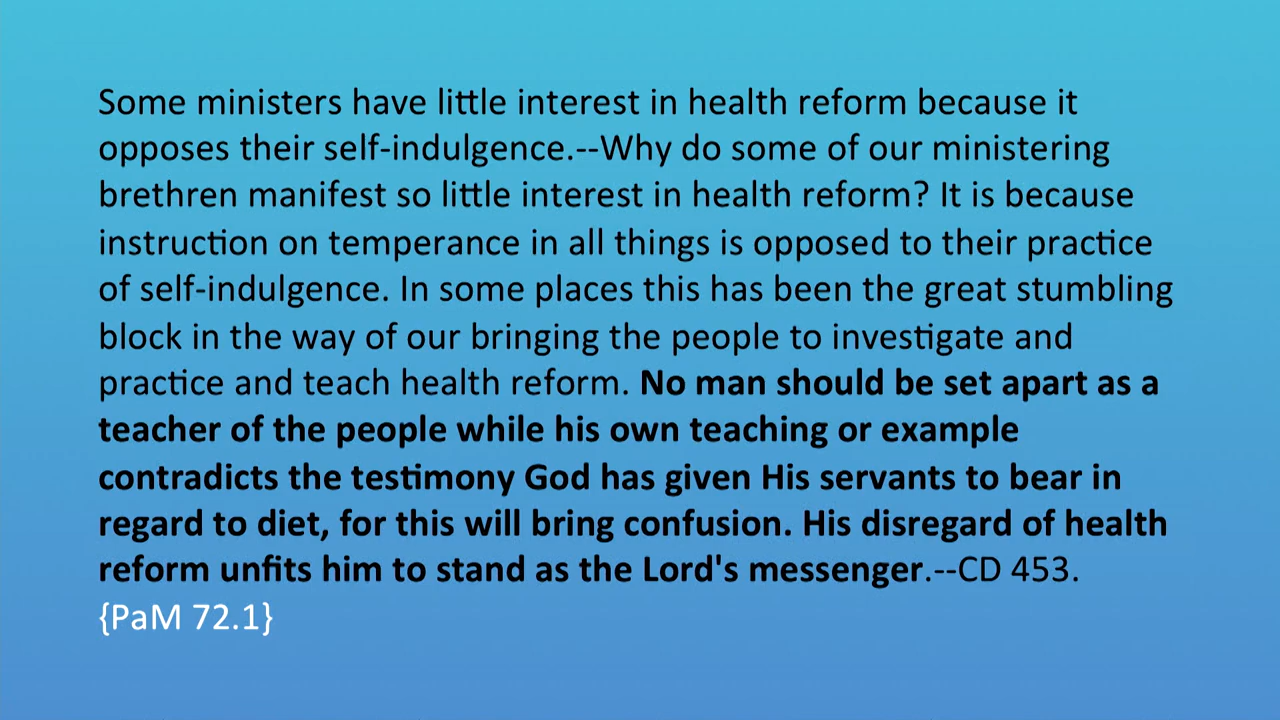 Some ministers have little interest in health reform because it
opposes their self-indulgence.--Why do some of our ministering
brethren manifest so little interest in health reform? It is because
instruction on temperance in all things is opposed to their practice
of self-indulgence. In some places this has been the great stumbling
block in the way of our bringing the people to investigate and
practice and teach health reform. No man should be set apart as a
teacher of the people while his own teaching or example
contradicts the testimony God has given His servants to bear in
regard to diet, for this will bring confusion. His disregard of health
reform unfits him to stand as the Lord's messenger.--CD 453.
{PaM 72.1}